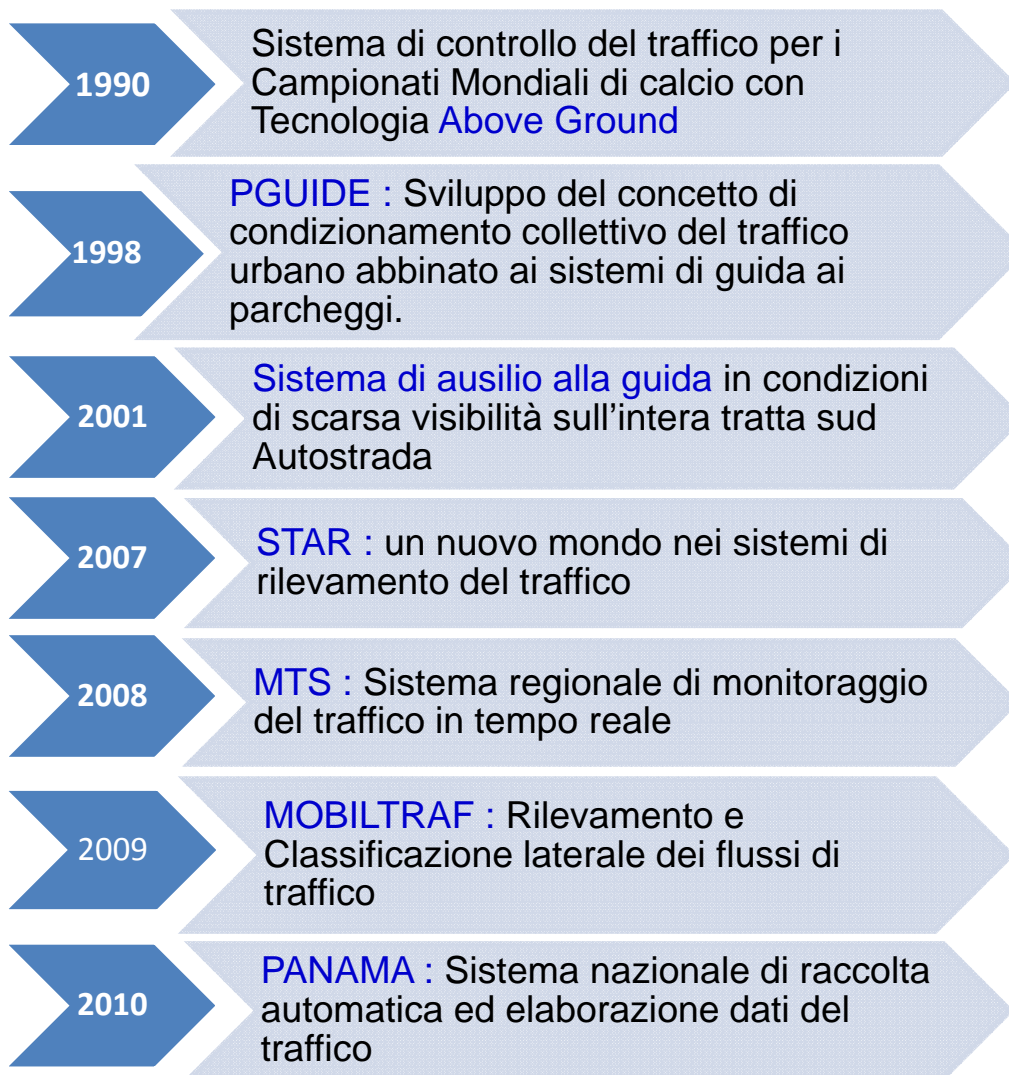 1990
Sistema di controllo del traffico per i
Campionati Mondiali di calcio con
Tecnologia Above Ground
1998
PGUIDE : Sviluppo del concetto di
condizionamento collettivo del traffico
urbano abbinato ai sistemi di guida ai
parcheggi.
2001
Sistema di ausilio alla guida in condizioni
di scarsa visibilità sull’intera tratta sud
Autostrada
2007
STAR : un nuovo mondo nei sistemi di
rilevamento del traffico
2008
MTS : Sistema regionale di monitoraggio
del traffico in tempo reale
2009
MOBILTRAF : Rilevamento e
Classificazione laterale dei flussi di
traffico
2010
PANAMA : Sistema nazionale di raccolta
automatica ed elaborazione dati del
traffico